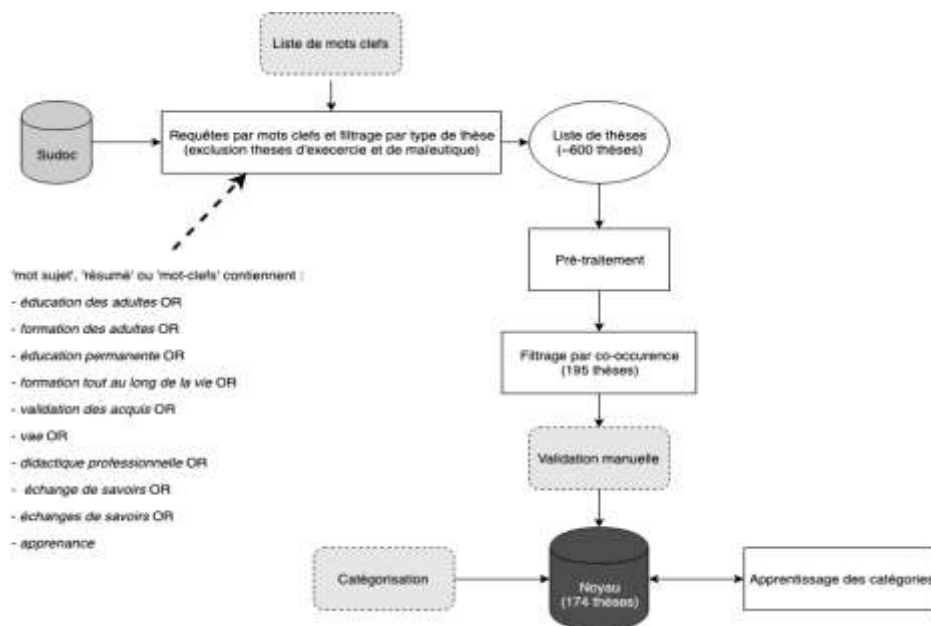 Liste de mots clefs
Sudoc
Requêtes par mots clefs et filtrage par type de thèse
(exclusion theses d'execercie et de maïeutique)
Liste de thèses
(~600 thèses)
Pré-traitement
'mot sujet', 'résumé' ou 'mot-clefs' contiennent :
- éducation des adultes OR
- formation des adultes OR
- éducation permanente OR
- formation tout au long de la vie OR
- validation des acquis OR
- vae OR
- didactique professionnelle OR
- échange de savoirs OR
- échanges de savoirs OR
- apprenance
Filtrage par co-occurence
(195 thèses)
Validation manuelle
Catégorisation
Noyau
(174 thèses)
Apprentissage des catégories